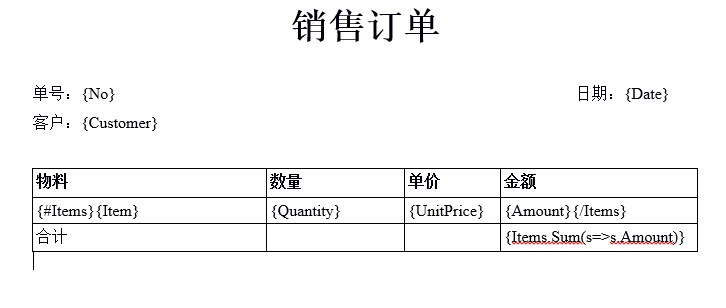 销售订单
单号：{No} 日期：{Date}
客户：{Customer}
物料 数量 单价 金额
{#Items}{Item} {Quantity} {UnitPrice} {Amount}{/Items}
合计 {Items.Sum(s=>s.Amount)}